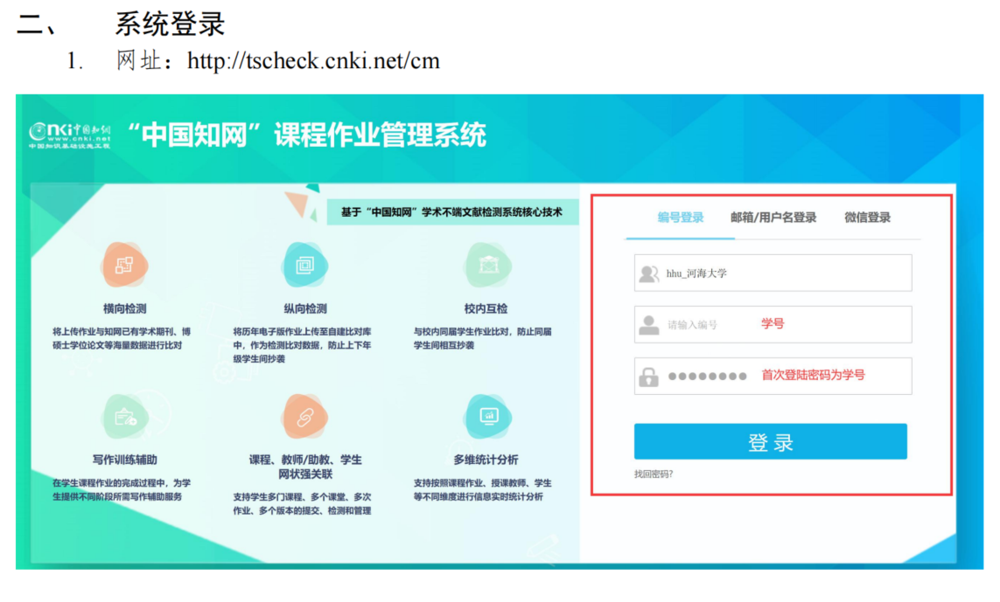 二、 系统登录
1. 网址：http://tscheck.cnki.net/cm
cnki中国知网
www.cnki.net
中国知识基础设施工程
“中国知网”课程作业管理系统
基于“中国知网”学术不端文献检测系统核心技术
横向检测
将上传作业与知网已有学术期刊、博
硕士学位论文等海量数据进行比对
纵向检测
将历年电子版作业上传至自建比对库
中，作为检测比对数据，防止上下年
级学生间抄袭
校内互检
与校内同届学生作业比对，防止同届
学生间相互抄袭
写作训练辅助
在学生课程作业的完成过程中，为学
生提供不同阶段所需写作辅助服务
课程、教师/助教、学生
网状强关联
支持学生多门课程、多个课堂、多次
作业、多个版本的提交、检测和管理
多维统计分析
支持按照课程作业、授课教师、学生
等不同维度进行信息实时统计分析
编号登录 邮箱/用户名登录 微信登录
hhu_河海大学
请输入编号 学号
●●●●●●●● 首次登陆密码为学号
登 录
找回密码?